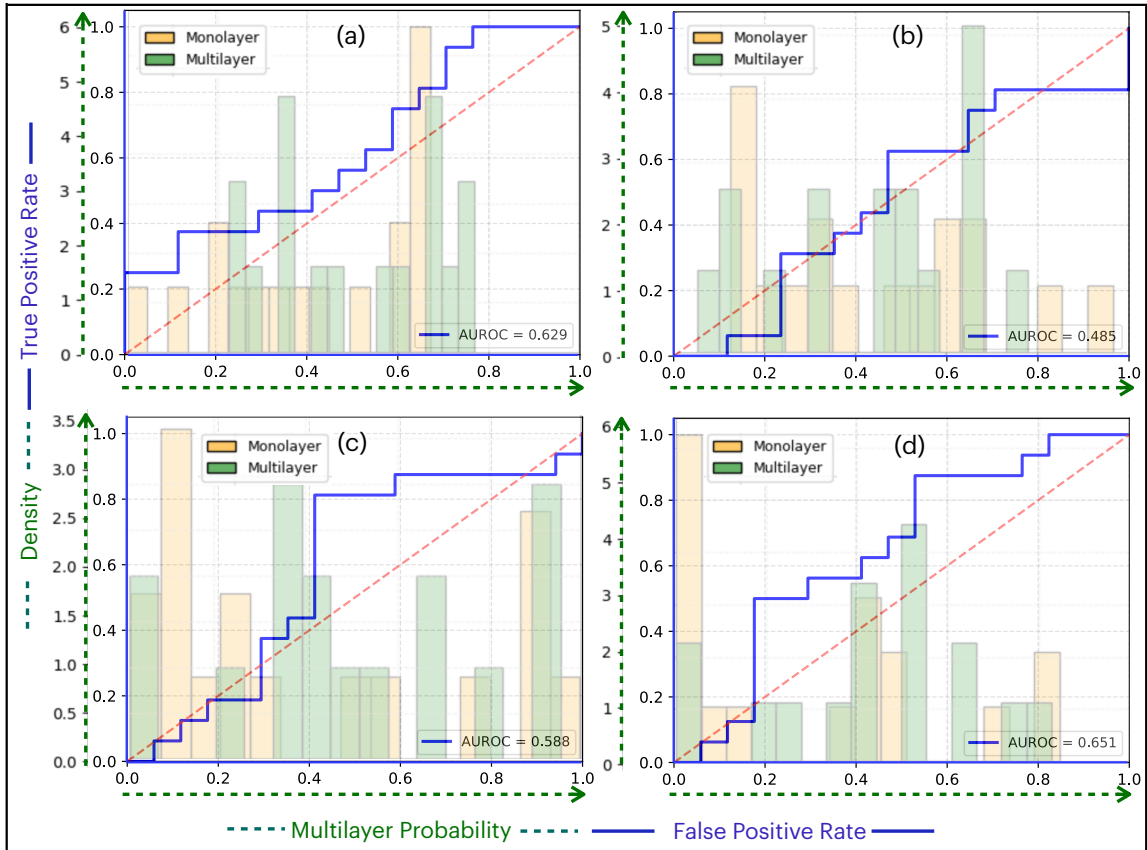 True Positive Rate
Density
(a)
Monolayer
Multilayer
6
5
4
3
2
1
0
1.0
0.8
0.6
0.4
0.2
0.0
AUROC = 0.629
0.0 0.2 0.4 0.6 0.8 1.0
(b)
Monolayer
Multilayer
5
4
3
2
1
0
1.0
0.8
0.6
0.4
0.2
0.0
AUROC = 0.485
0.0 0.2 0.4 0.6 0.8 1.0
(c)
Monolayer
Multilayer
3.5
3.0
2.5
2.0
1.5
1.0
0.5
0.0
1.0
0.8
0.6
0.4
0.2
0.0
AUROC = 0.588
0.0 0.2 0.4 0.6 0.8 1.0
(d)
Monolayer
Multilayer
6
5
4
3
2
1
0
1.0
0.8
0.6
0.4
0.2
0.0
AUROC = 0.651
0.0 0.2 0.4 0.6 0.8 1.0
Multilayer Probability
False Positive Rate